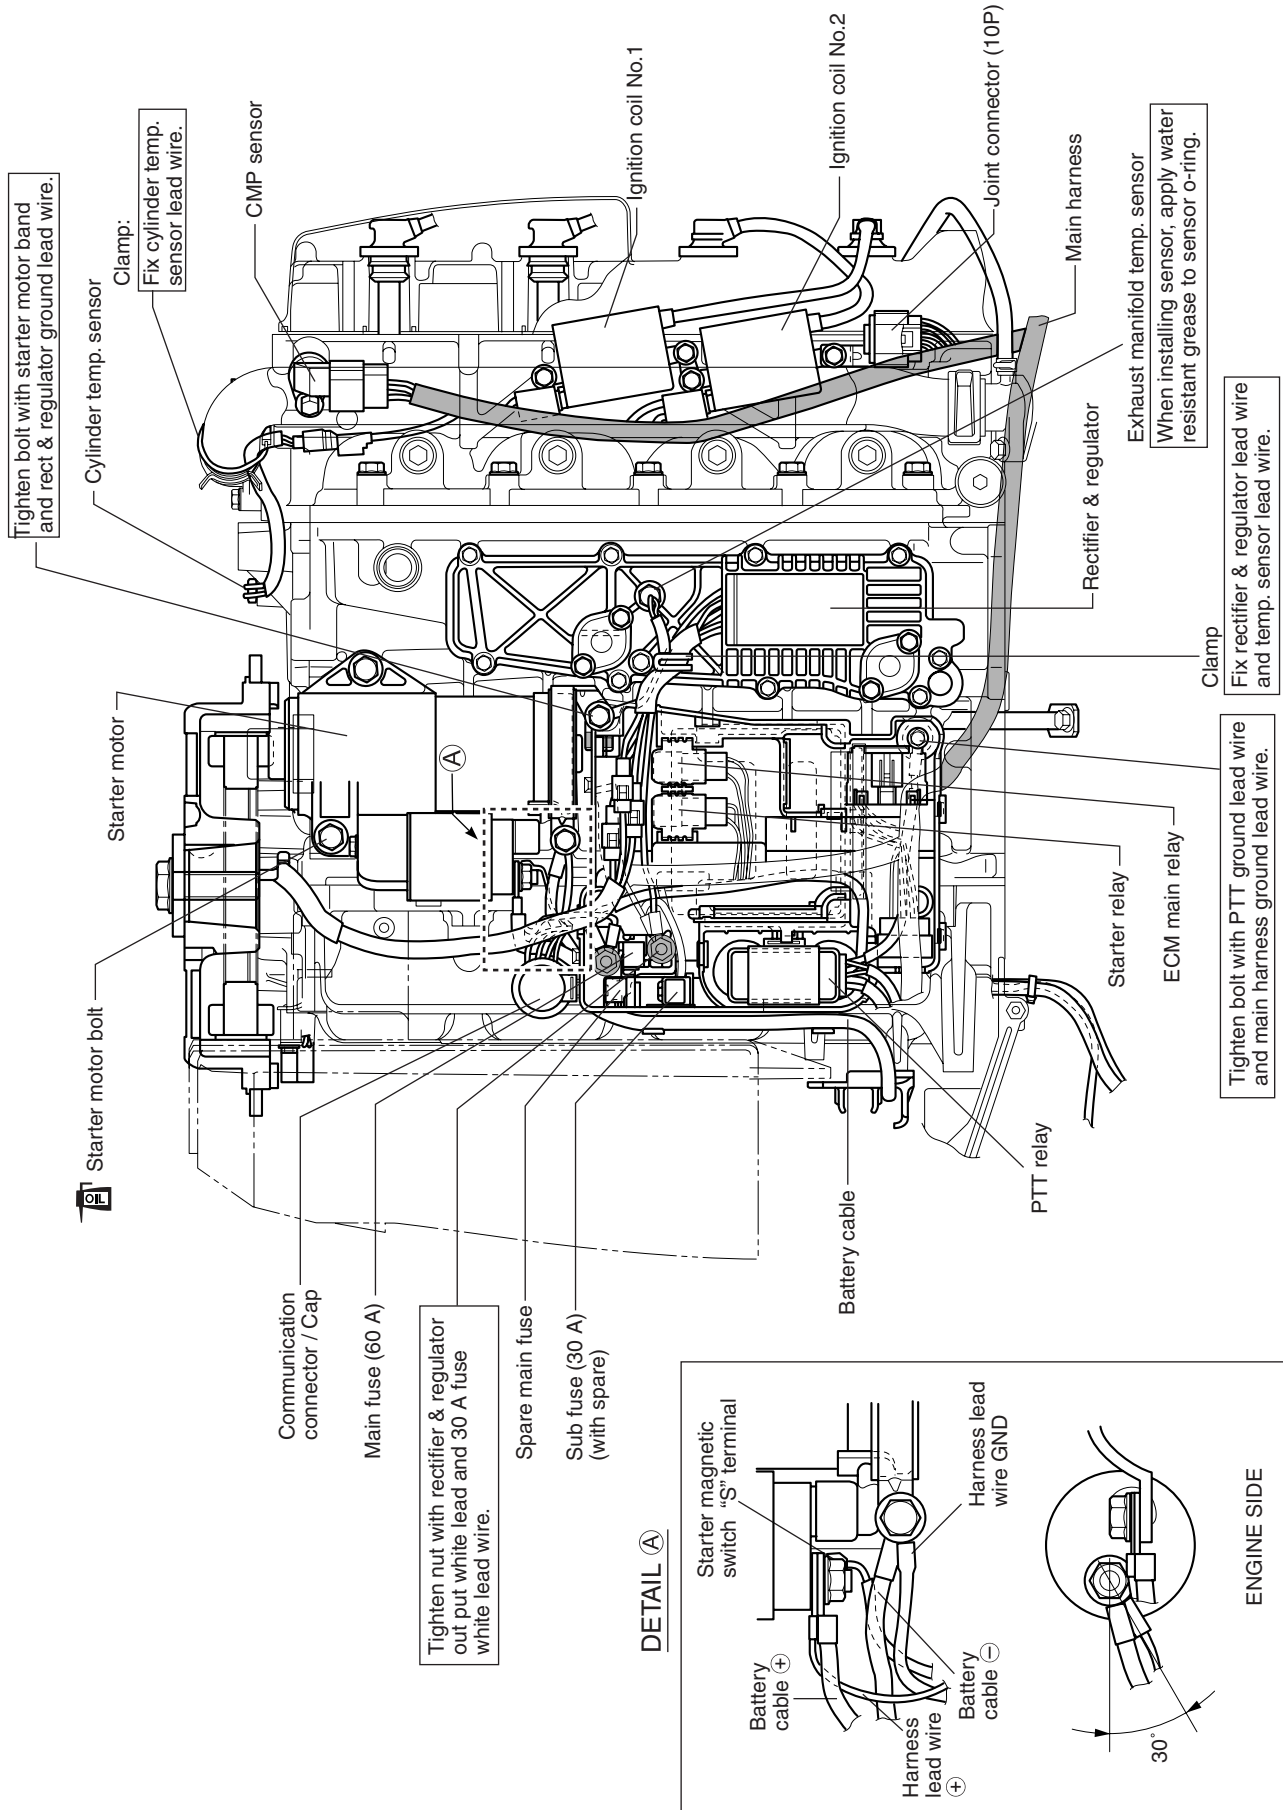 Tighten bolt with starter motor band
and rect & regulator ground lead wire.
Clamp:
Fix cylinder temp.
sensor lead wire.
CMP sensor
Cylinder temp. sensor
Ignition coil No.1
Ignition coil No.2
Joint connector (10P)
Main harness
Exhaust manifold temp. sensor
When installing sensor, apply water
resistant grease to sensor o-ring.
Rectifier & regulator
Clamp
Fix rectifier & regulator lead wire
and temp. sensor lead wire.
Starter motor
A
OIL
Starter motor bolt
Starter relay
ECM main relay
Tighten bolt with PTT ground lead wire
and main harness ground lead wire.
PTT relay
Battery cable
Communication
connector / Cap
Main fuse (60 A)
Tighten nut with rectifier & regulator
out put white lead and 30 A fuse
white lead wire.
Spare main fuse
Sub fuse (30 A)
(with spare)
DETAIL Ⓐ
Starter magnetic
switch “S” terminal
Battery
cable ⊕
Harness
lead wire
⊕
Battery
cable ⊖
Harness lead
wire GND
30°
ENGINE SIDE